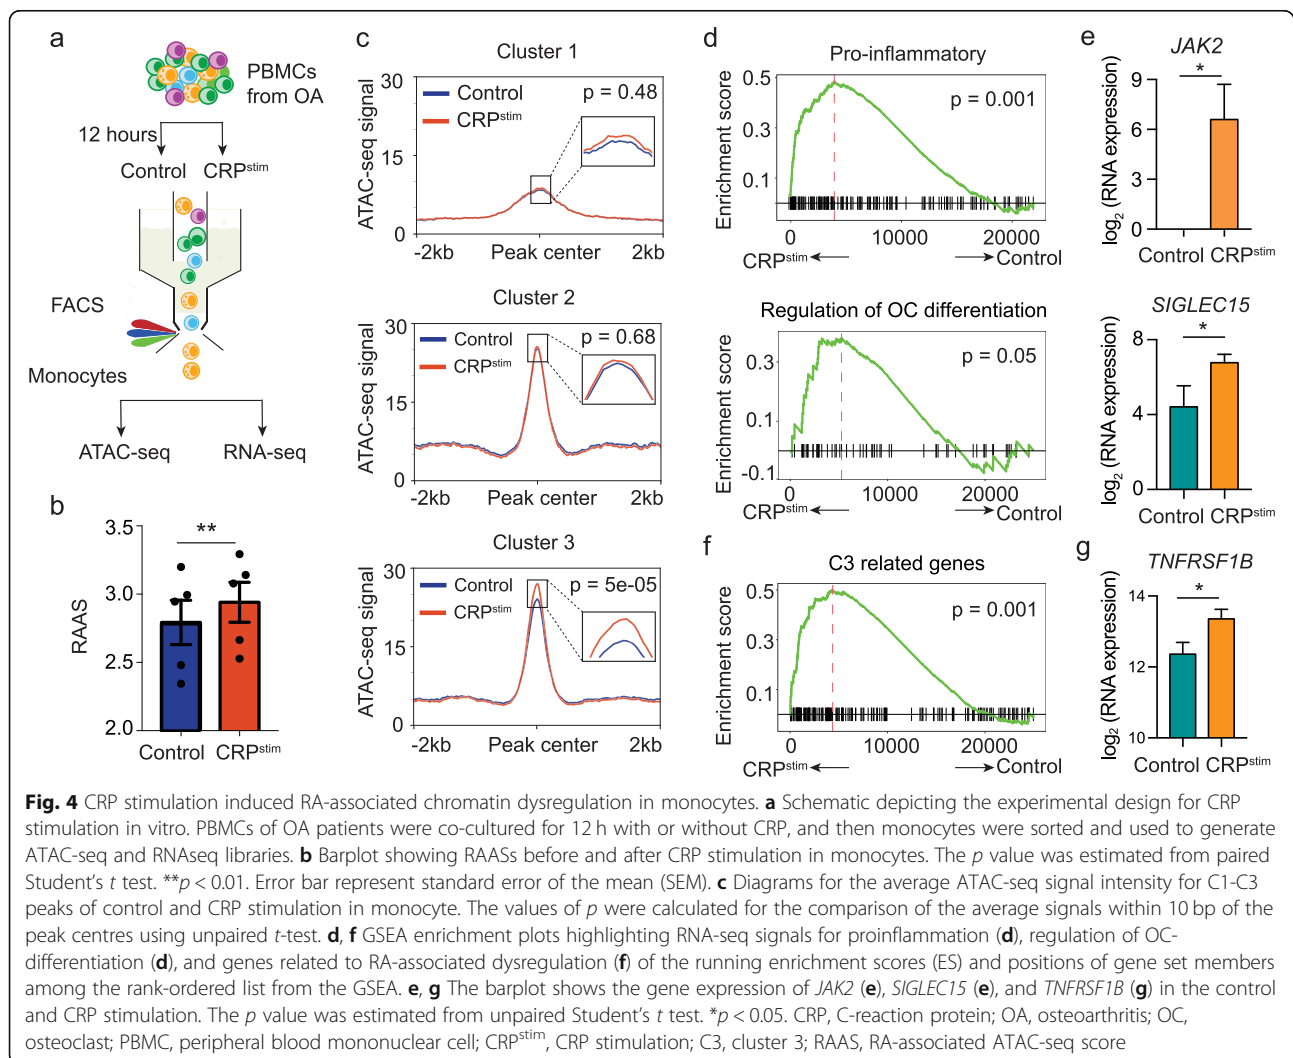 a
PBMCs
from OA
12 hours
Control CRPstim
FACS
Monocytes
ATAC-seq RNA-seq
b
3.5
3.0
2.5
2.0
RAAS
**
Control CRPstim
c
Cluster 1
ATAC-seq signal
30
15
0
Control
CRPstim
p = 0.48
-2kb Peak center 2kb
Cluster 2
ATAC-seq signal
30
15
0
Control
CRPstim
p = 0.68
-2kb Peak center 2kb
Cluster 3
ATAC-seq signal
30
15
0
Control
CRPstim
p = 5e-05
-2kb Peak center 2kb
d
Pro-inflammatory
Enrichment score
0.5
0.3
0.1
p = 0.001
0 10000 20000
CRPstim Control
Regulation of OC differentiation
Enrichment score
0.3
0.1
-0.1
p = 0.05
0 10000 20000
CRPstim Control
e
JAK2
log2 (RNA expression)
9
6
3
0
*
Control CRPstim
SIGLEC15
log2 (RNA expression)
8
4
0
*
Control CRPstim
f
C3 related genes
Enrichment score
0.5
0.3
0.1
p = 0.001
0 10000 20000
CRPstim Control
g
TNFRSF1B
log2 (RNA expression)
14
12
10
*
Control CRPstim
Fig. 4 CRP stimulation induced RA-associated chromatin dysregulation in monocytes. a Schematic depicting the experimental design for CRP
stimulation in vitro. PBMCs of OA patients were co-cultured for 12 h with or without CRP, and then monocytes were sorted and used to generate
ATAC-seq and RNAseq libraries. b Barplot showing RAASs before and after CRP stimulation in monocytes. The p value was estimated from paired
Student's t test. **p < 0.01. Error bar represent standard error of the mean (SEM). c Diagrams for the average ATAC-seq signal intensity for C1-C3
peaks of control and CRP stimulation in monocyte. The values of p were calculated for the comparison of the average signals within 10 bp of the
peak centres using unpaired t-test. d, f GSEA enrichment plots highlighting RNA-seq signals for proinflammation (d), regulation of OC-
differentiation (d), and genes related to RA-associated dysregulation (f) of the running enrichment scores (ES) and positions of gene set members
among the rank-ordered list from the GSEA. e, g The barplot shows the gene expression of JAK2 (e), SIGLEC15 (e), and TNFRSF1B (g) in the control
and CRP stimulation. The p value was estimated from unpaired Student's t test. *p < 0.05. CRP, C-reaction protein; OA, osteoarthritis; OC,
osteoclast; PBMC, peripheral blood mononuclear cell; CRPstim, CRP stimulation; C3, cluster 3; RAAS, RA-associated ATAC-seq score